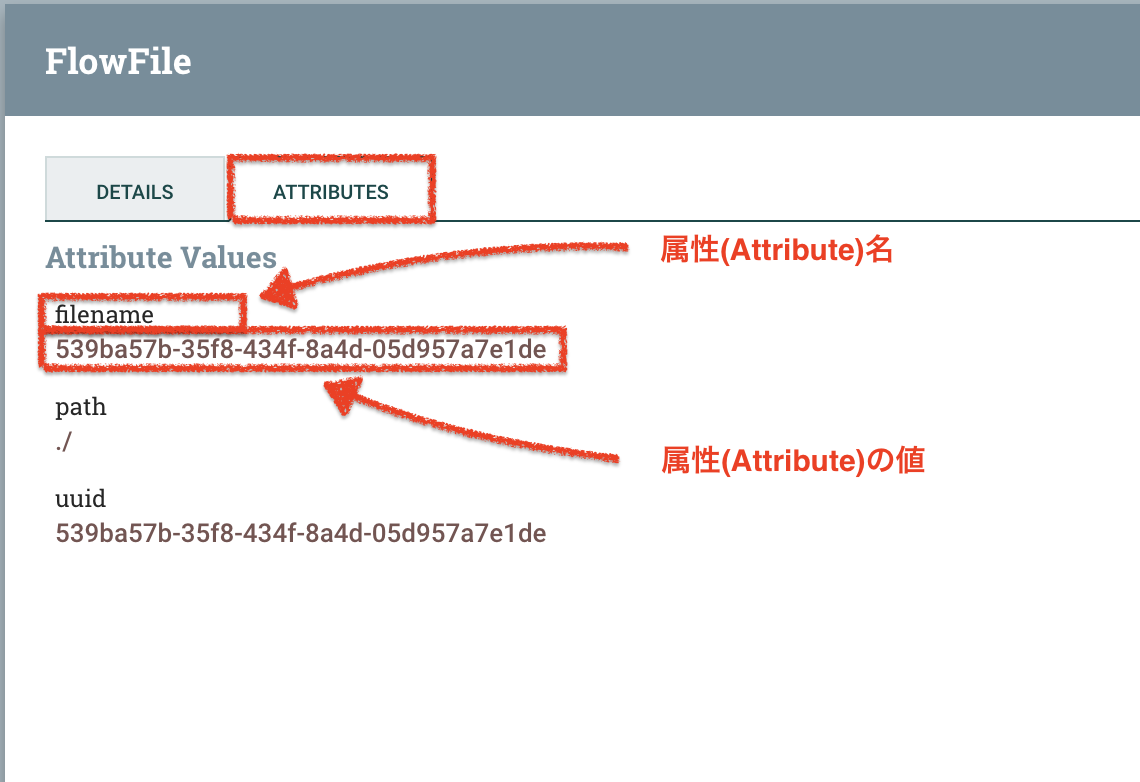 FlowFile
DETAILS
ATTRIBUTES
Attribute Values
属性(Attribute)名
filename
539ba57b-35f8-434f-8a4d-05d957a7e1de
path
./
属性(Attribute)の値
uuid
539ba57b-35f8-434f-8a4d-05d957a7e1de